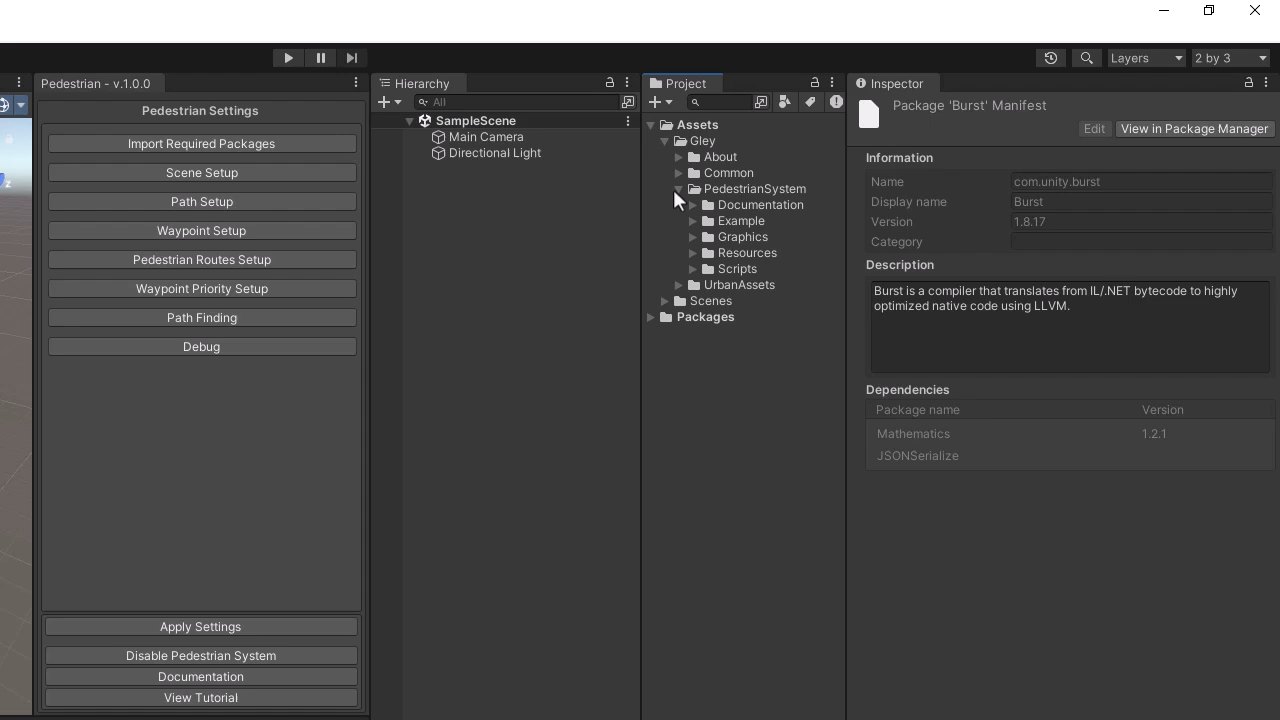 Layers
2 by 3
Pedestrian - v.1.0.0
Pedestrian Settings
Import Required Packages
Scene Setup
Path Setup
Waypoint Setup
Pedestrian Routes Setup
Waypoint Priority Setup
Path Finding
Debug
Apply Settings
Disable Pedestrian System
Documentation
View Tutorial
z
Hierarchy
All
SampleScene
Main Camera
Directional Light
Project
Assets
Gley
About
Common
PedestrianSystem
Documentation
Example
Graphics
Resources
Scripts
UrbanAssets
Scenes
Packages
Inspector
Package 'Burst' Manifest
Edit
View in Package Manager
Information
Name com.unity.burst
Display name Burst
Version 1.8.17
Category
Description
Burst is a compiler that translates from IL/.NET bytecode to highly
optimized native code using LLVM.
Dependencies
Package name Version
Mathematics 1.2.1
JSONSerialize